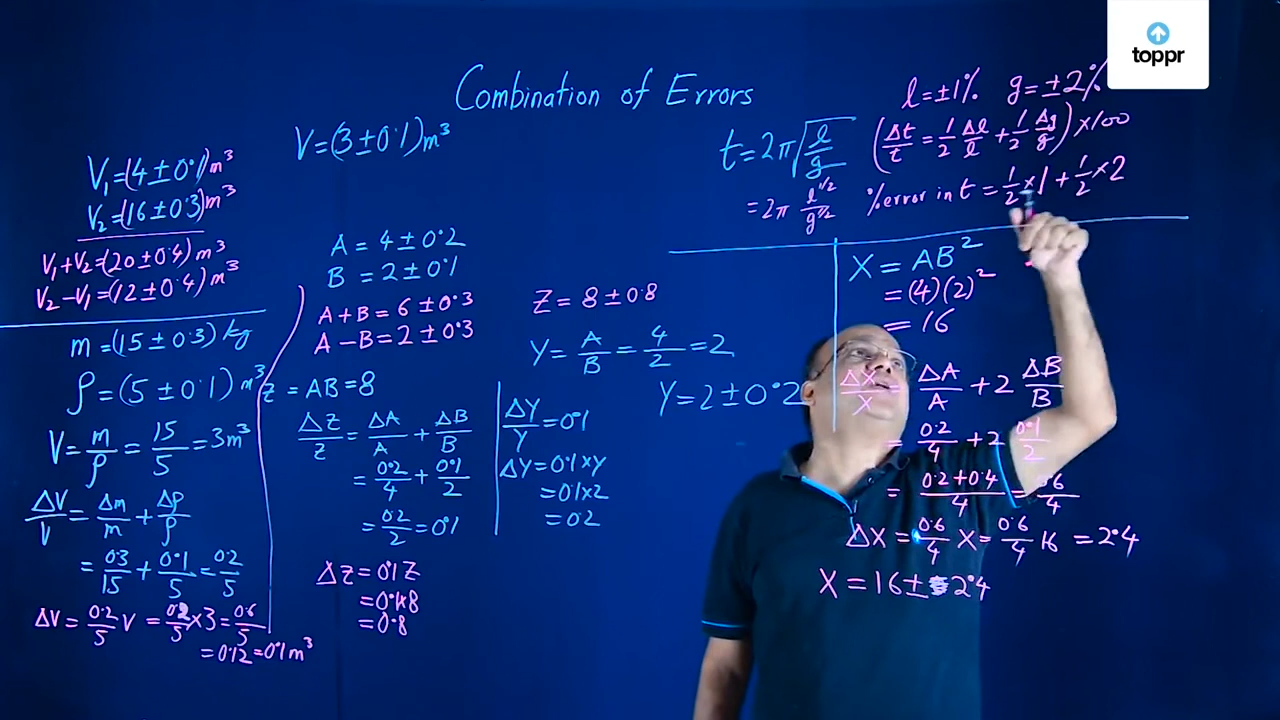 toppr
Combination of Errors
V₁=(4±0.1)m³
V₂=(16±0.3)m³
V₁+V₂=(20±0.4)m³
V₂−V₁=(12±0.4)m³
m=(15±0.3)kg
ρ=(5±0.1)m³
V=m/ρ=15/5=3m³
ΔV/V=Δm/m+Δρ/ρ
=0.3/15+0.1/5=0.2/5
ΔV=0.2/5 V=0.2/5×3=0.6/5
=0.12=0.1m³
V=(3±0.1)m³
A=4±0.2
B=2±0.1
A+B=6±0.3
A−B=2±0.3
Z=AB=8
ΔZ/Z=ΔA/A+ΔB/B
=0.2/4+0.1/2
=0.2/2=0.1
ΔZ=0.1Z
=0.1×8
=0.8
Z=8±0.8
Y=A/B=4/2=2
Y=2±0.2
ΔY/Y=0.1
ΔY=0.1×Y
=0.1×2
=0.2
l=±1% g=±2%
t=2π√(l/g)
=2π l^1/2/g^1/2
(Δt/t=1/2 Δl/l+1/2 Δg/g)×100
% error in t=1/2×1+1/2×2
X=AB²
=(4)(2)²
=16
ΔX/X=ΔA/A+2 ΔB/B
=0.2/4+2 0.1/2
=0.2+0.4/4=0.6/4
ΔX=0.6/4 X=0.6/4 16=2.4
X=16±2.4